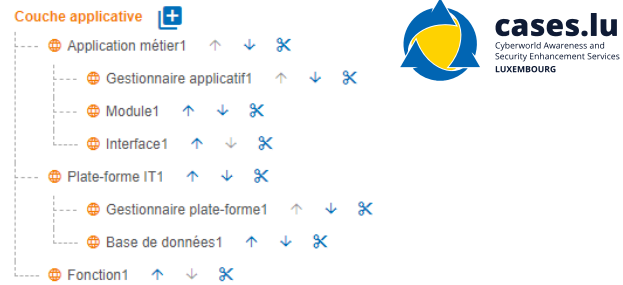 Couche applicative
Application métier1
Gestionnaire applicatif1
Module1
Interface1
Plate-forme IT1
Gestionnaire plate-forme1
Base de données1
Fonction1
cases.lu
Cyberworld Awareness and
Security Enhancement Services
LUXEMBOURG